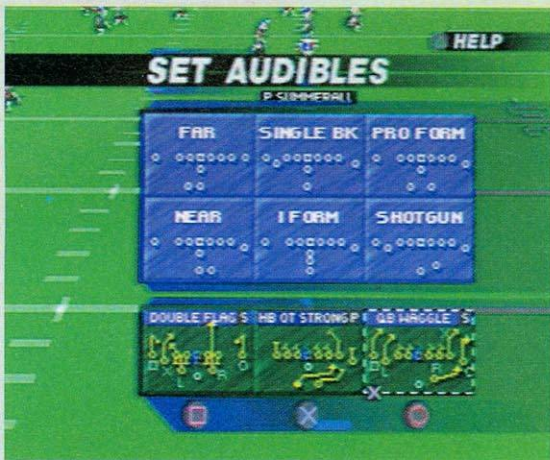 HELP
SET AUDIBLES
P SUMMERALL
FAR SINGLE BK PRO FORM
NEAR I FORM SHOTGUN
DOUBLE FLAG S HB OT STRONG P QB WAGGLE S